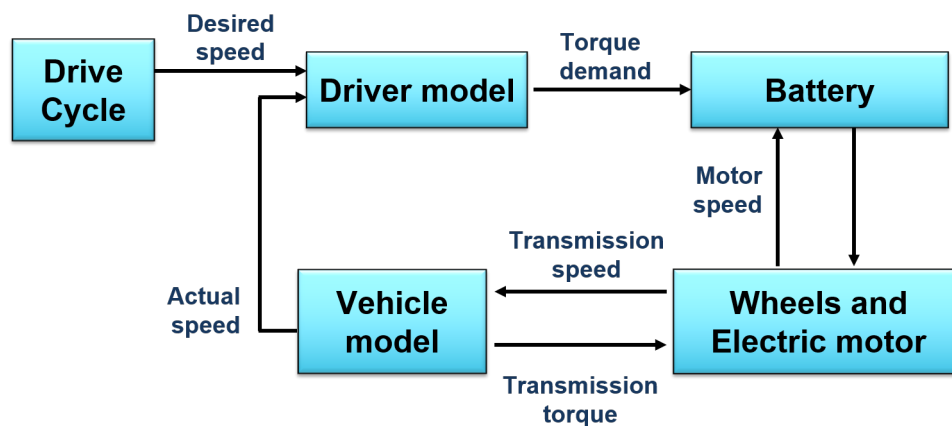 Desired
speed
Drive
Cycle
Driver model
Torque
demand
Battery
Motor
speed
Transmission
speed
Actual
speed
Vehicle
model
Wheels and
Electric motor
Transmission
torque